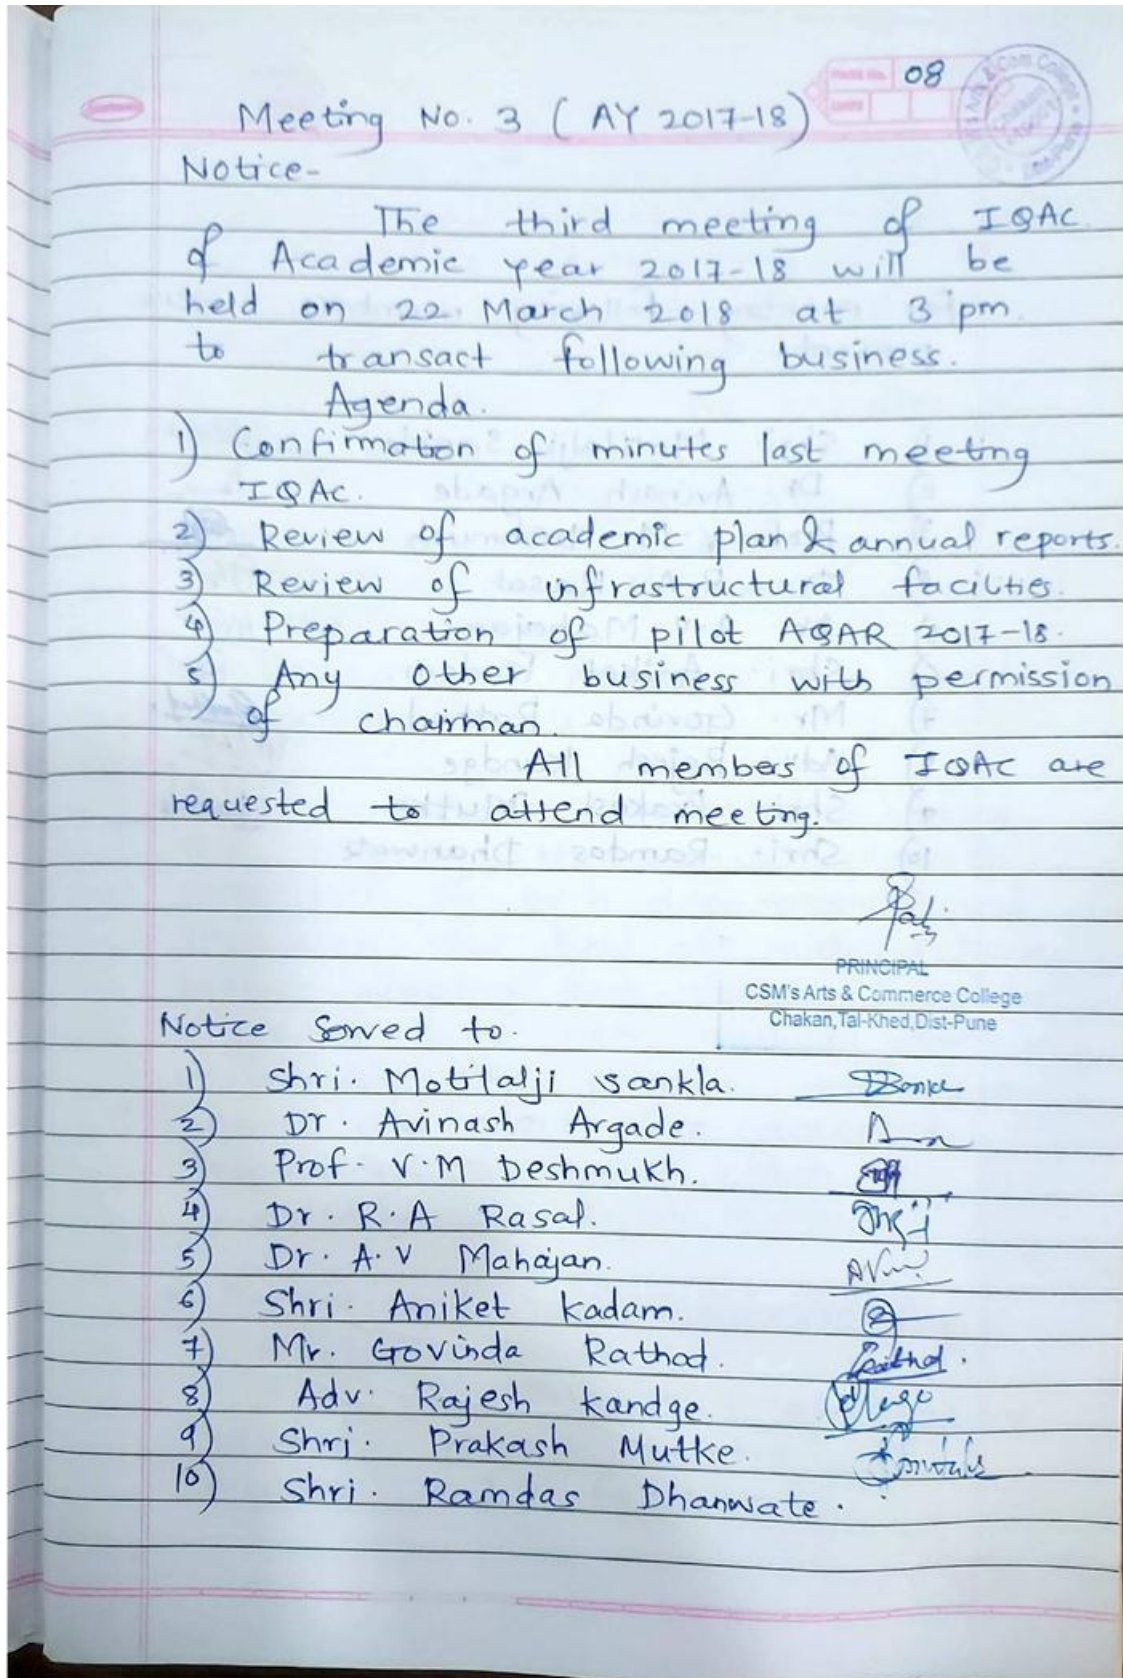 08
Meeting No. 3 ( AY 2017-18)
Notice-
The third meeting of IQAC
of Academic year 2017-18 will be
held on 22 March 2018 at 3 pm.
to transact following business.
Agenda.
1) Confirmation of minutes last meeting
IQAC.
2) Review of academic plan & annual reports.
3) Review of infrastructural facilities.
4) Preparation of pilot AQAR 2017-18.
5) Any other business with permission
of chairman.
All members of IQAC are
requested to attend meeting.
PRINCIPAL
CSM's Arts & Commerce College
Chakan, Tal-Khed, Dist-Pune
Notice Served to.
1) Shri. Motilalji sankla.
2) Dr. Avinash Argade.
3) Prof. V.M Deshmukh.
4) Dr. R.A Rasal.
5) Dr. A.V Mahajan.
6) Shri. Aniket kadam.
7) Mr. Govinda Rathod. Rathod.
8) Adv. Rajesh kandge.
9) Shri. Prakash Mutke.
10) Shri. Ramdas Dhanwate.